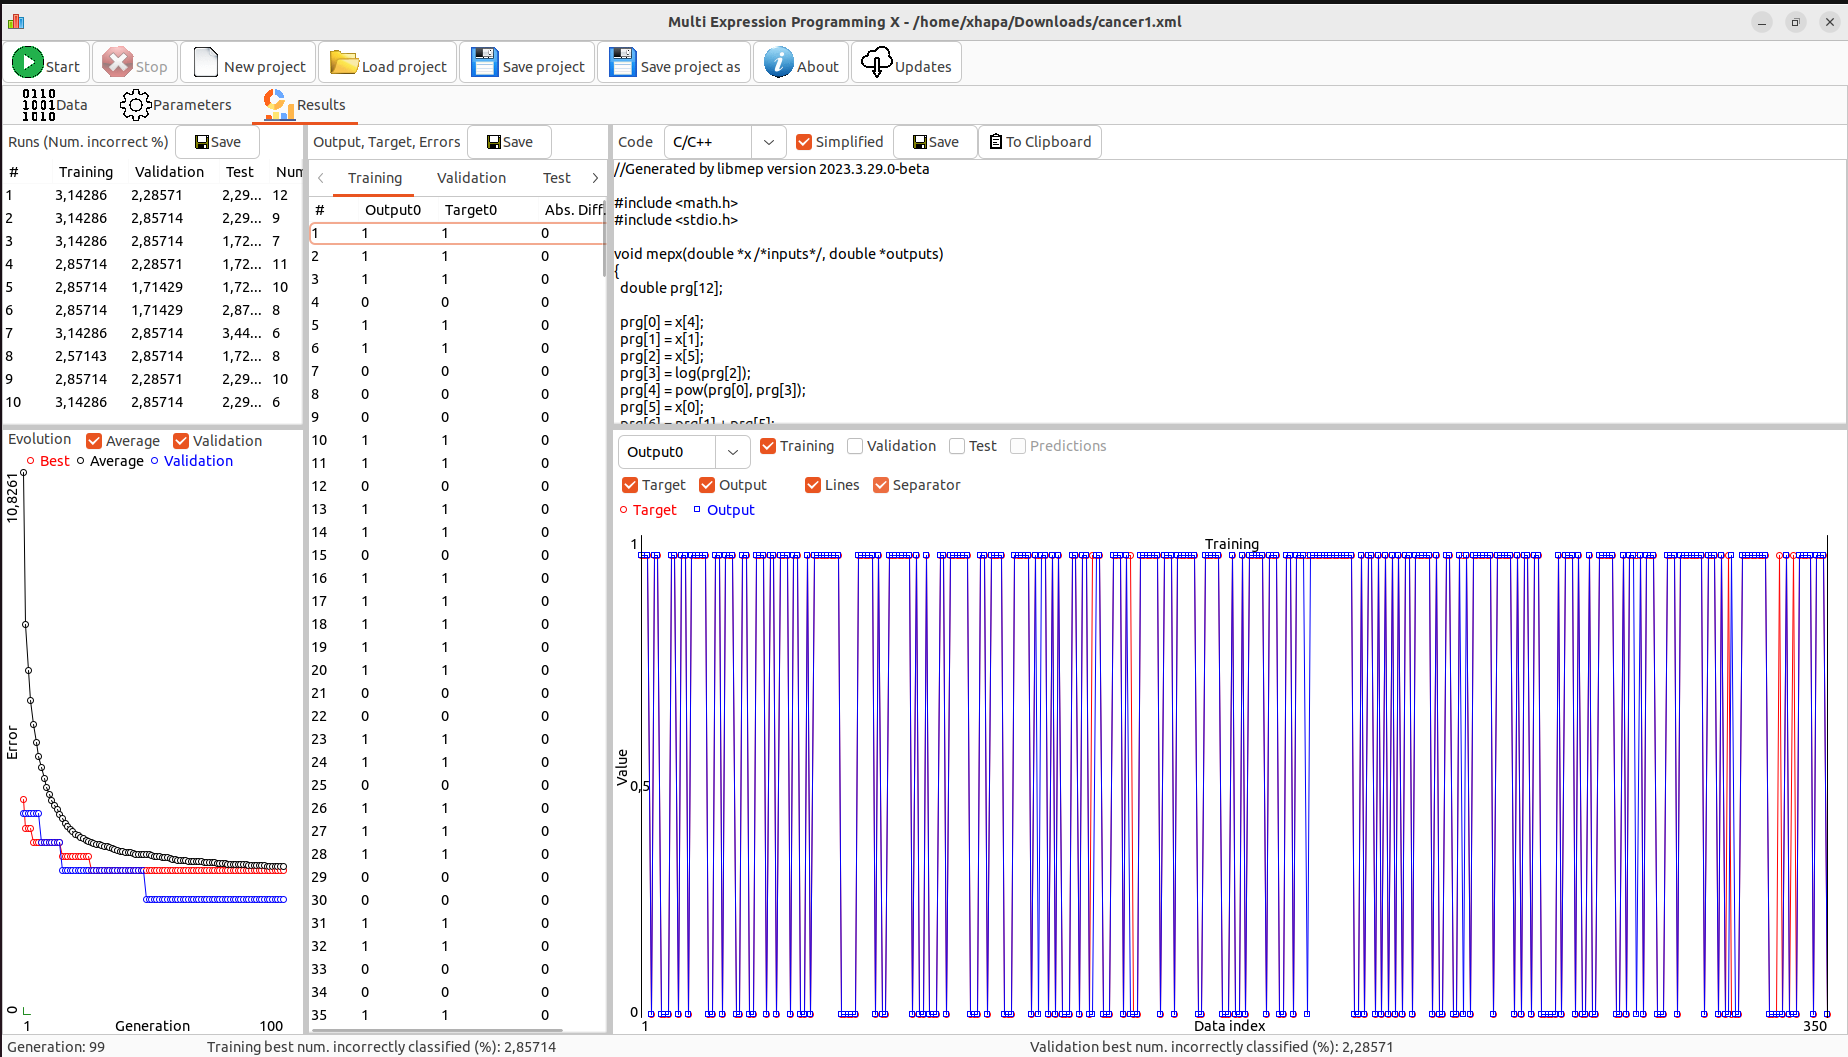 Multi Expression Programming X - /home/xhapa/Downloads/cancer1.xml
Start Stop New project Load project Save project Save project as About Updates
0110 1001 1010 Data Parameters Results
Runs (Num. incorrect %) Save
# Training Validation Test Num
1 3,14286 2,28571 2,29... 12
2 3,14286 2,85714 2,29... 9
3 3,14286 2,85714 1,72... 7
4 2,85714 2,28571 1,72... 11
5 2,85714 1,71429 1,72... 10
6 2,85714 1,71429 2,87... 8
7 3,14286 2,85714 3,44... 6
8 2,57143 2,85714 1,72... 8
9 2,85714 2,28571 2,29... 10
10 3,14286 2,85714 2,29... 6
Evolution Average Validation
Best Average Validation
10,8261
Error
0
1 Generation 100
Output, Target, Errors Save
Training Validation Test
# Output0 Target0 Abs. Diff.
1 1 1 0
2 1 1 0
3 1 1 0
4 0 0 0
5 1 1 0
6 1 1 0
7 0 0 0
8 0 0 0
9 0 0 0
10 1 1 0
11 1 1 0
12 0 0 0
13 1 1 0
14 1 1 0
15 0 0 0
16 1 1 0
17 1 1 0
18 1 1 0
19 1 1 0
20 1 1 0
21 0 0 0
22 0 0 0
23 1 1 0
24 1 1 0
25 0 0 0
26 1 1 0
27 1 1 0
28 1 1 0
29 0 0 0
30 0 0 0
31 1 1 0
32 1 1 0
33 0 0 0
34 0 0 0
35 1 1 0
Code C/C++ Simplified Save To Clipboard
//Generated by libmep version 2023.3.29.0-beta
#include <math.h>
#include <stdio.h>
void mepx(double *x /*inputs*/, double *outputs)
{
double prg[12];
prg[0] = x[4];
prg[1] = x[1];
prg[2] = x[5];
prg[3] = log(prg[2]);
prg[4] = pow(prg[0], prg[3]);
prg[5] = x[0];
prg[6] = prg[1] + prg[5];
Output0 Training Validation Test Predictions
Target Output Lines Separator
Target Output
Training
1
Value
0,5
0
1 Data index 350
Generation: 99 Training best num. incorrectly classified (%): 2,85714 Validation best num. incorrectly classified (%): 2,28571